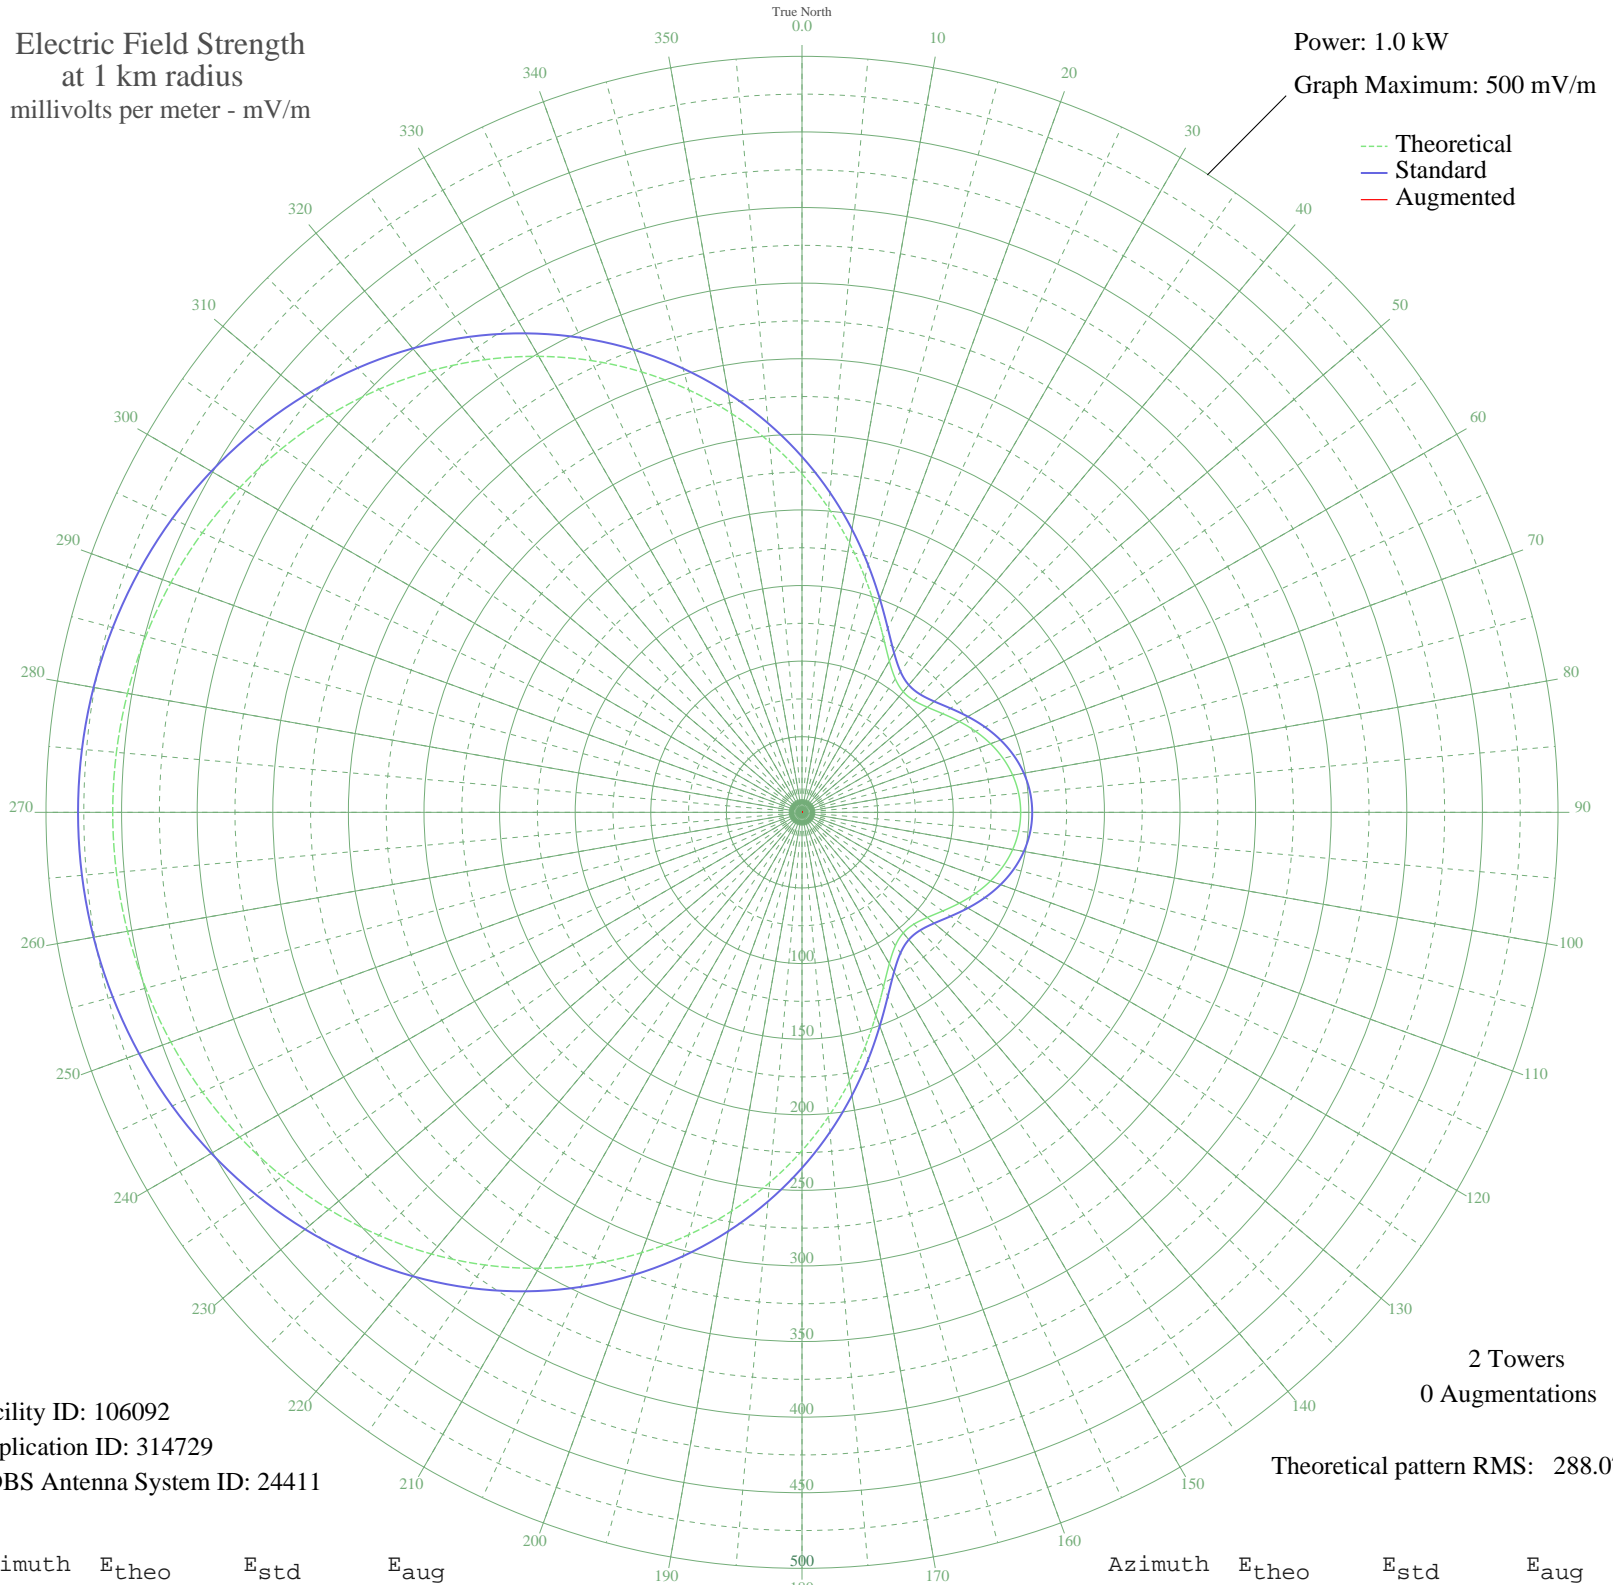 True North
0.0
Electric Field Strength
at 1 km radius
millivolts per meter - mV/m
Power: 1.0 kW
Graph Maximum: 500 mV/m
Theoretical
Standard
Augmented
10
20
30
40
50
60
70
80
90
100
110
120
130
140
150
160
170
190
200
210
220
230
240
250
260
270
280
290
300
310
320
330
340
350
100
150
200
250
300
350
400
450
500
2 Towers
0 Augmentations
Theoretical pattern RMS: 288.0
cility ID: 106092
plication ID: 314729
DBS Antenna System ID: 24411
imuth Etheo Estd Eaug
Azimuth Etheo Estd Eaug